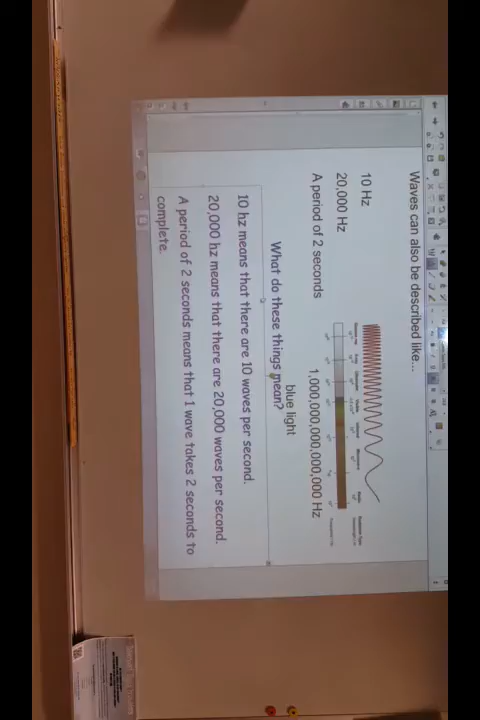 Waves can also be described like...
10 Hz
20,000 Hz
A period of 2 seconds
1,000,000,000,000,000 Hz
blue light
What do these things mean?
10 hz means that there are 10 waves per second.
20,000 hz means that there are 20,000 waves per second.
A period of 2 seconds means that 1 wave takes 2 seconds to
complete.